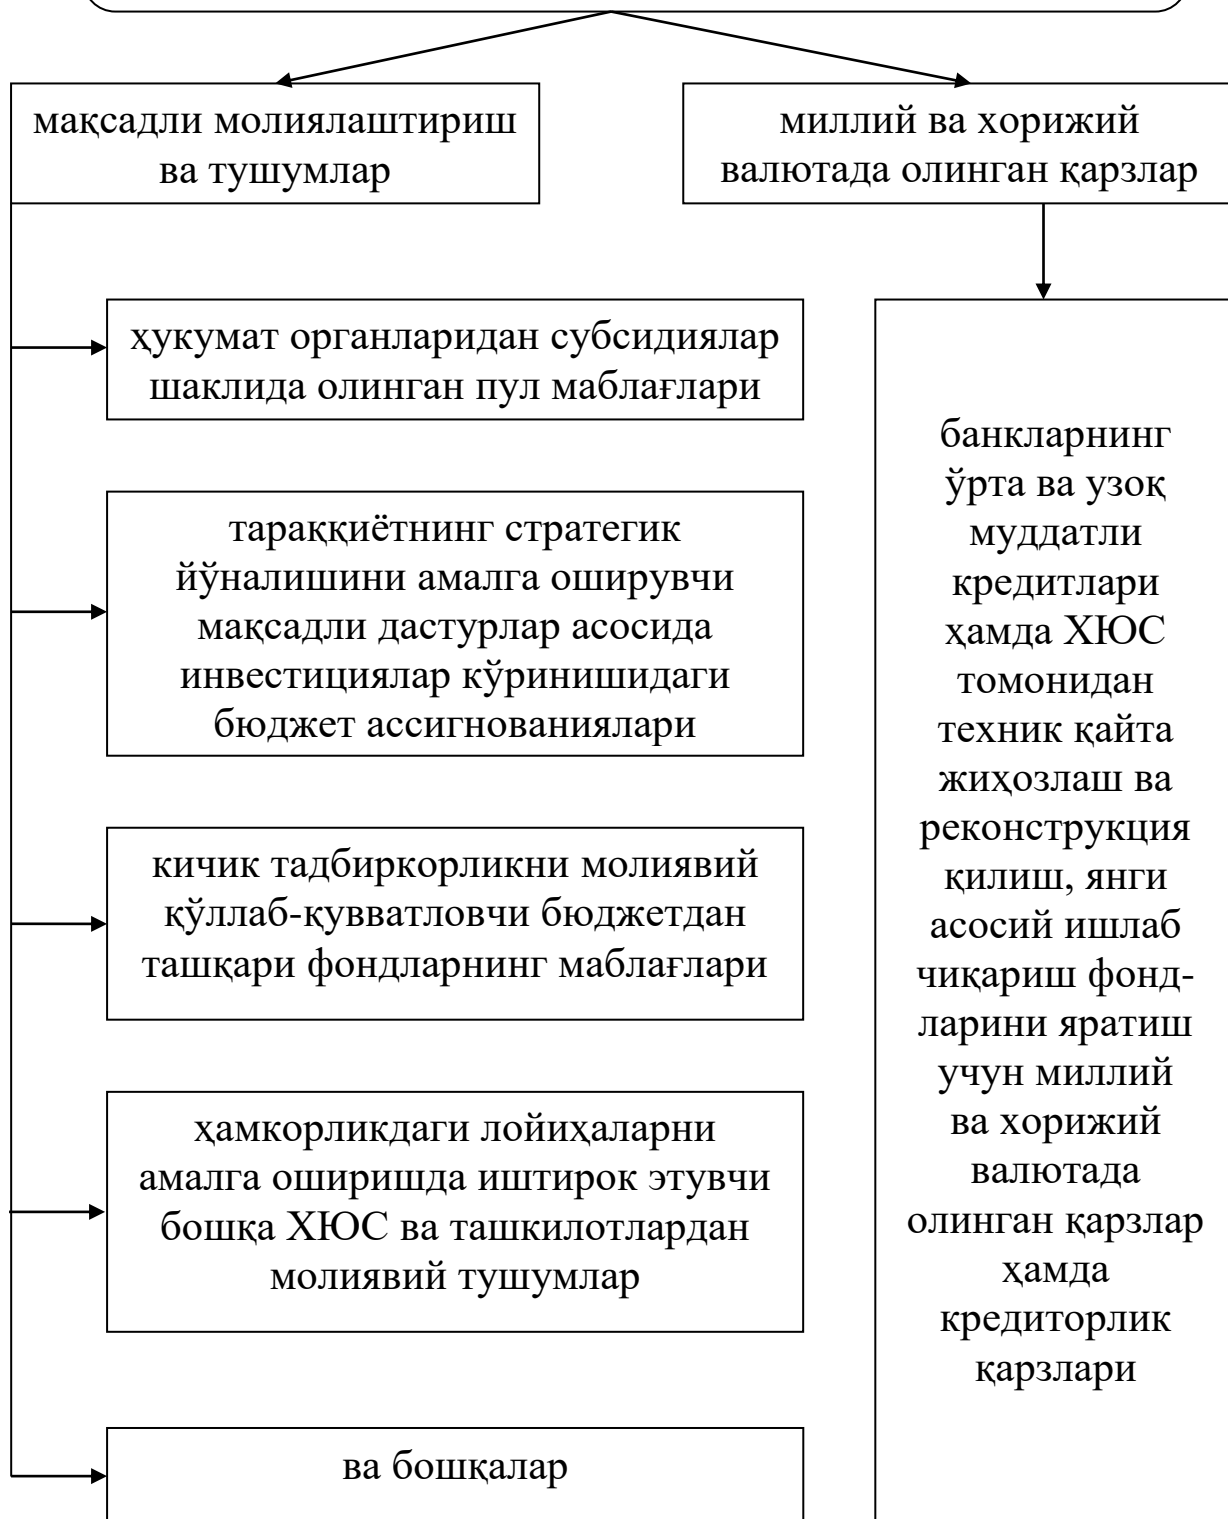 мақсадли молиялаштириш
ва тушумлар
миллий ва хорижий
валютада олинган қарзлар
ҳукумат органларидан субсидиялар
шаклида олинган пул маблағлари
тараққиётнинг стратегик
йўналишини амалга оширувчи
мақсадли дастурлар асосида
инвестициялар кўринишидаги
бюджет ассигнованиялари
кичик тадбиркорликни молиявий
қўллаб-қувватловчи бюджетдан
ташқари фондларнинг маблағлари
ҳамкорликдаги лойиҳаларни
амалга оширишда иштирок этувчи
бошқа ХЮС ва ташкилотлардан
молиявий тушумлар
ва бошқалар
банкларнинг
ўрта ва узоқ
муддатли
кредитлари
ҳамда ХЮС
томонидан
техник қайта
жиҳозлаш ва
реконструкция
қилиш, янги
асосий ишлаб
чиқариш фонд-
ларини яратиш
учун миллий
ва хорижий
валютада
олинган қарзлар
ҳамда
кредиторлик
қарзлари